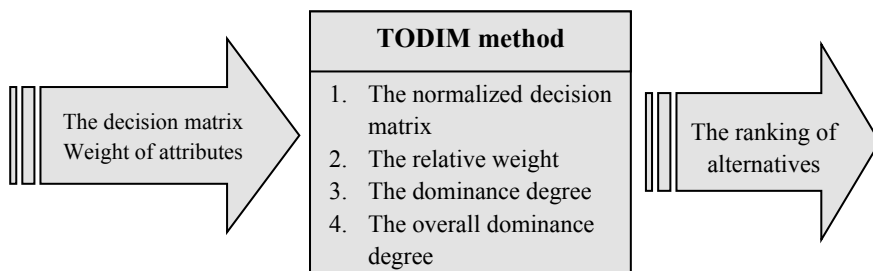 The decision matrix
Weight of attributes
TODIM method
1. The normalized decision
matrix
2. The relative weight
3. The dominance degree
4. The overall dominance
degree
The ranking of
alternatives